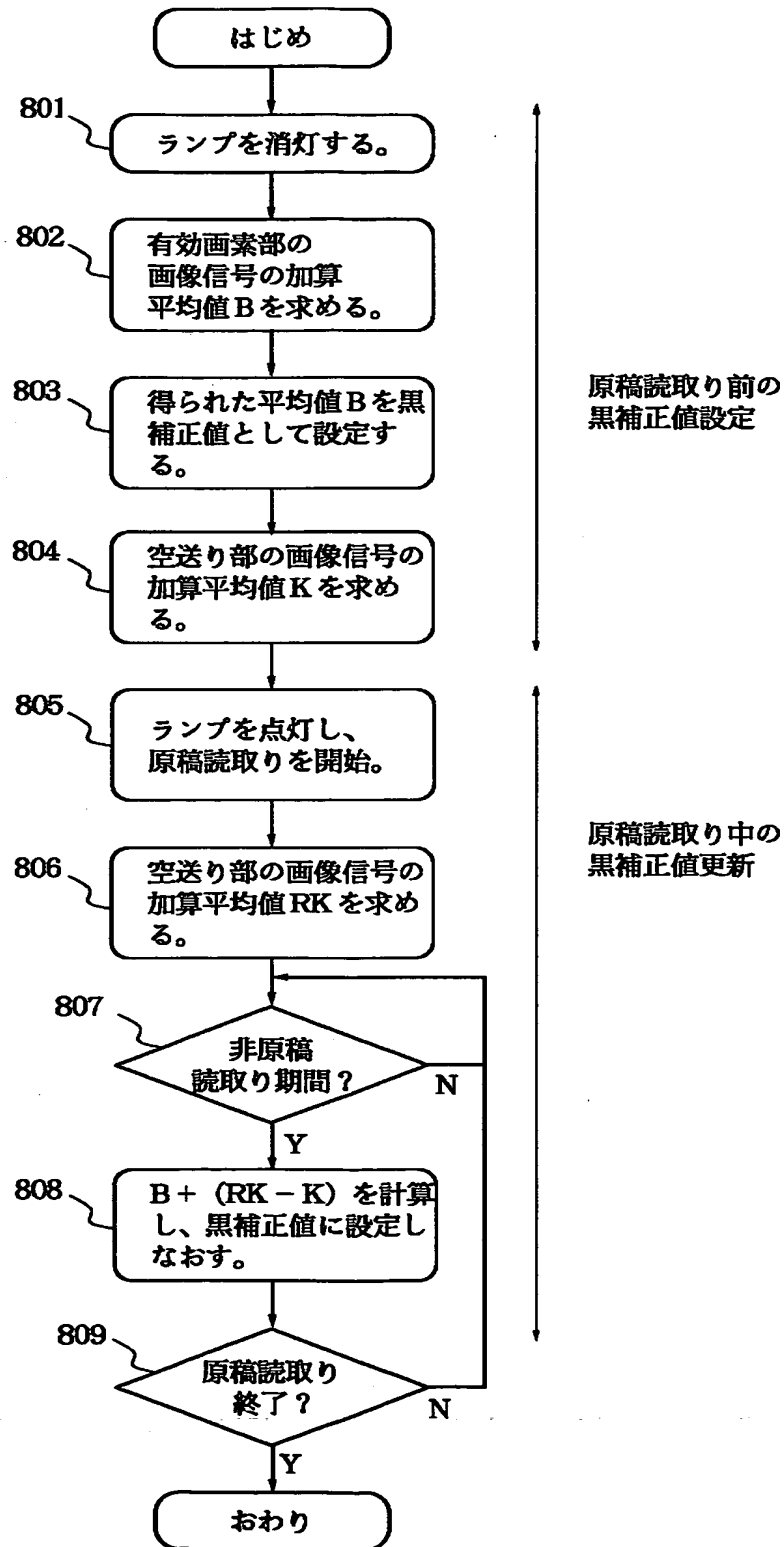 はじめ
801
ランプを消灯する。
802
有効画素部の
画像信号の加算
平均値Bを求める。
803
得られた平均値Bを黒
補正値として設定す
る。
原稿読取り前の
黒補正値設定
804
空送り部の画像信号の
加算平均値Kを求め
る。
805
ランプを点灯し、
原稿読取りを開始。
806
空送り部の画像信号の
加算平均値RKを求め
る。
原稿読取り中の
黒補正値更新
807
非原稿
読取り期間?
N
Y
808
B+(RK-K)を計算
し、黒補正値に設定し
なおす。
809
原稿読取り
終了?
N
Y
おわり